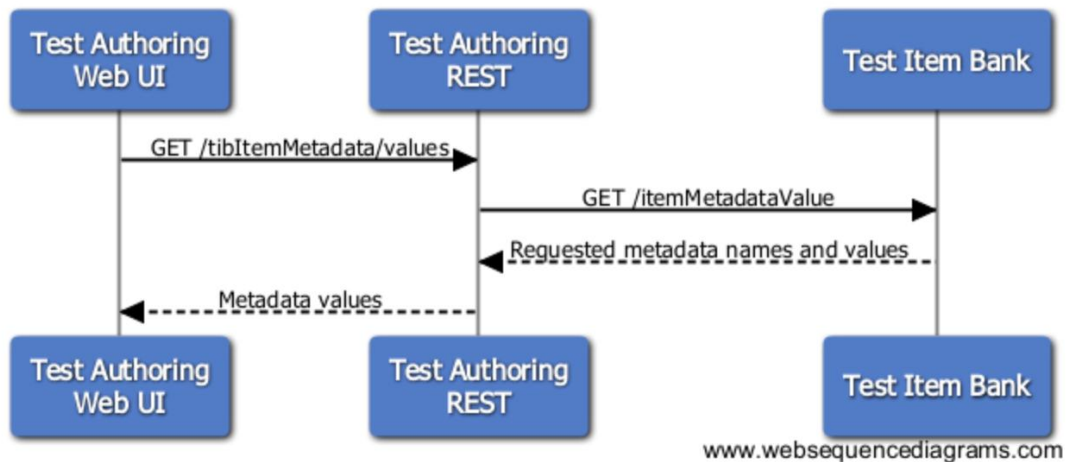 Test Authoring
Web UI
Test Authoring
REST
Test Item Bank
GET /tibItemMetadata/values
GET /itemMetadataValue
Requested metadata names and values
Metadata values
Test Authoring
Web UI
Test Authoring
REST
Test Item Bank
www.websequencediagrams.com